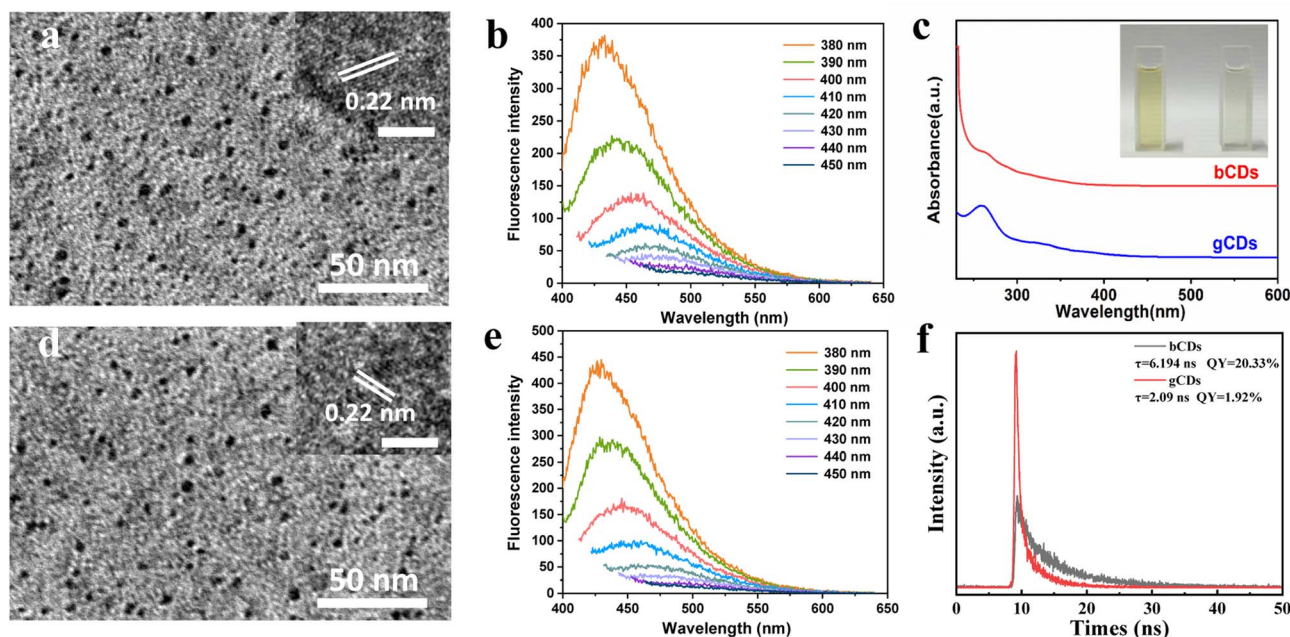 a
0.22 nm
50 nm
b
Fluorescence intensity
400
350
300
250
200
150
100
50
0
400 450 500 550 600 650
Wavelength (nm)
380 nm
390 nm
400 nm
410 nm
420 nm
430 nm
440 nm
450 nm
c
Absorbance(a.u.)
bCDs
gCDs
300 400 500 600
Wavelength(nm)
d
0.22 nm
50 nm
e
Fluorescence intensity
500
450
400
350
300
250
200
150
100
50
0
400 450 500 550 600 650
Wavelength (nm)
380 nm
390 nm
400 nm
410 nm
420 nm
430 nm
440 nm
450 nm
f
bCDs
τ=6.194 ns QY=20.33%
gCDs
τ=2.09 ns QY=1.92%
Intensity (a.u.)
0 10 20 30 40 50
Times (ns)